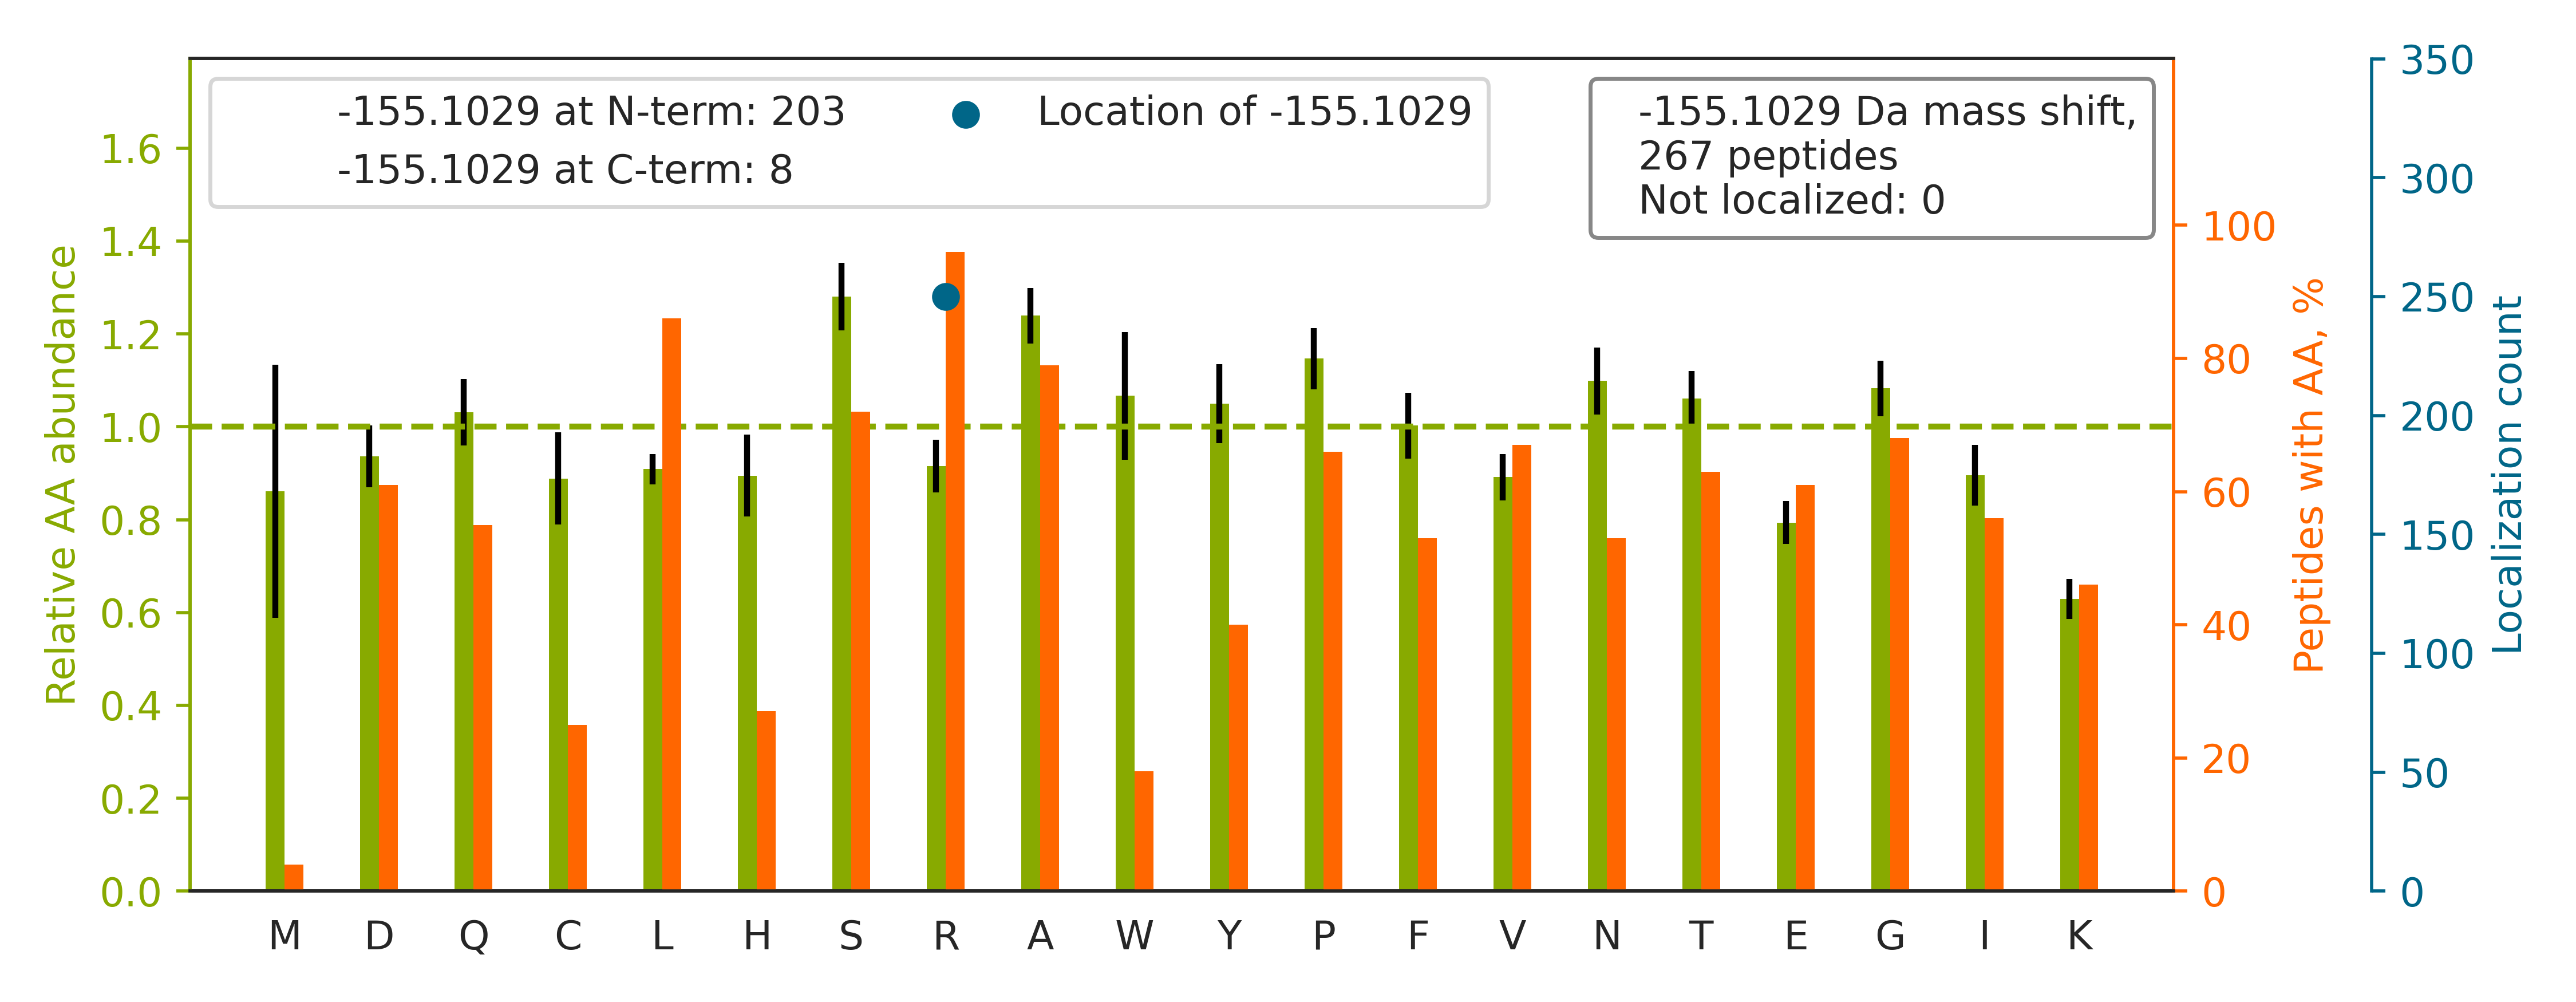 -155.1029 at N-term: 203
-155.1029 at C-term: 8
Location of -155.1029
-155.1029 Da mass shift,
267 peptides
Not localized: 0
Relative AA abundance
1.6
1.4
1.2
1.0
0.8
0.6
0.4
0.2
0.0
M D Q C L H S R A W Y P F V N T E G I K
100
80
60
40
20
0
Peptides with AA, %
350
300
250
200
150
100
50
0
Localization count